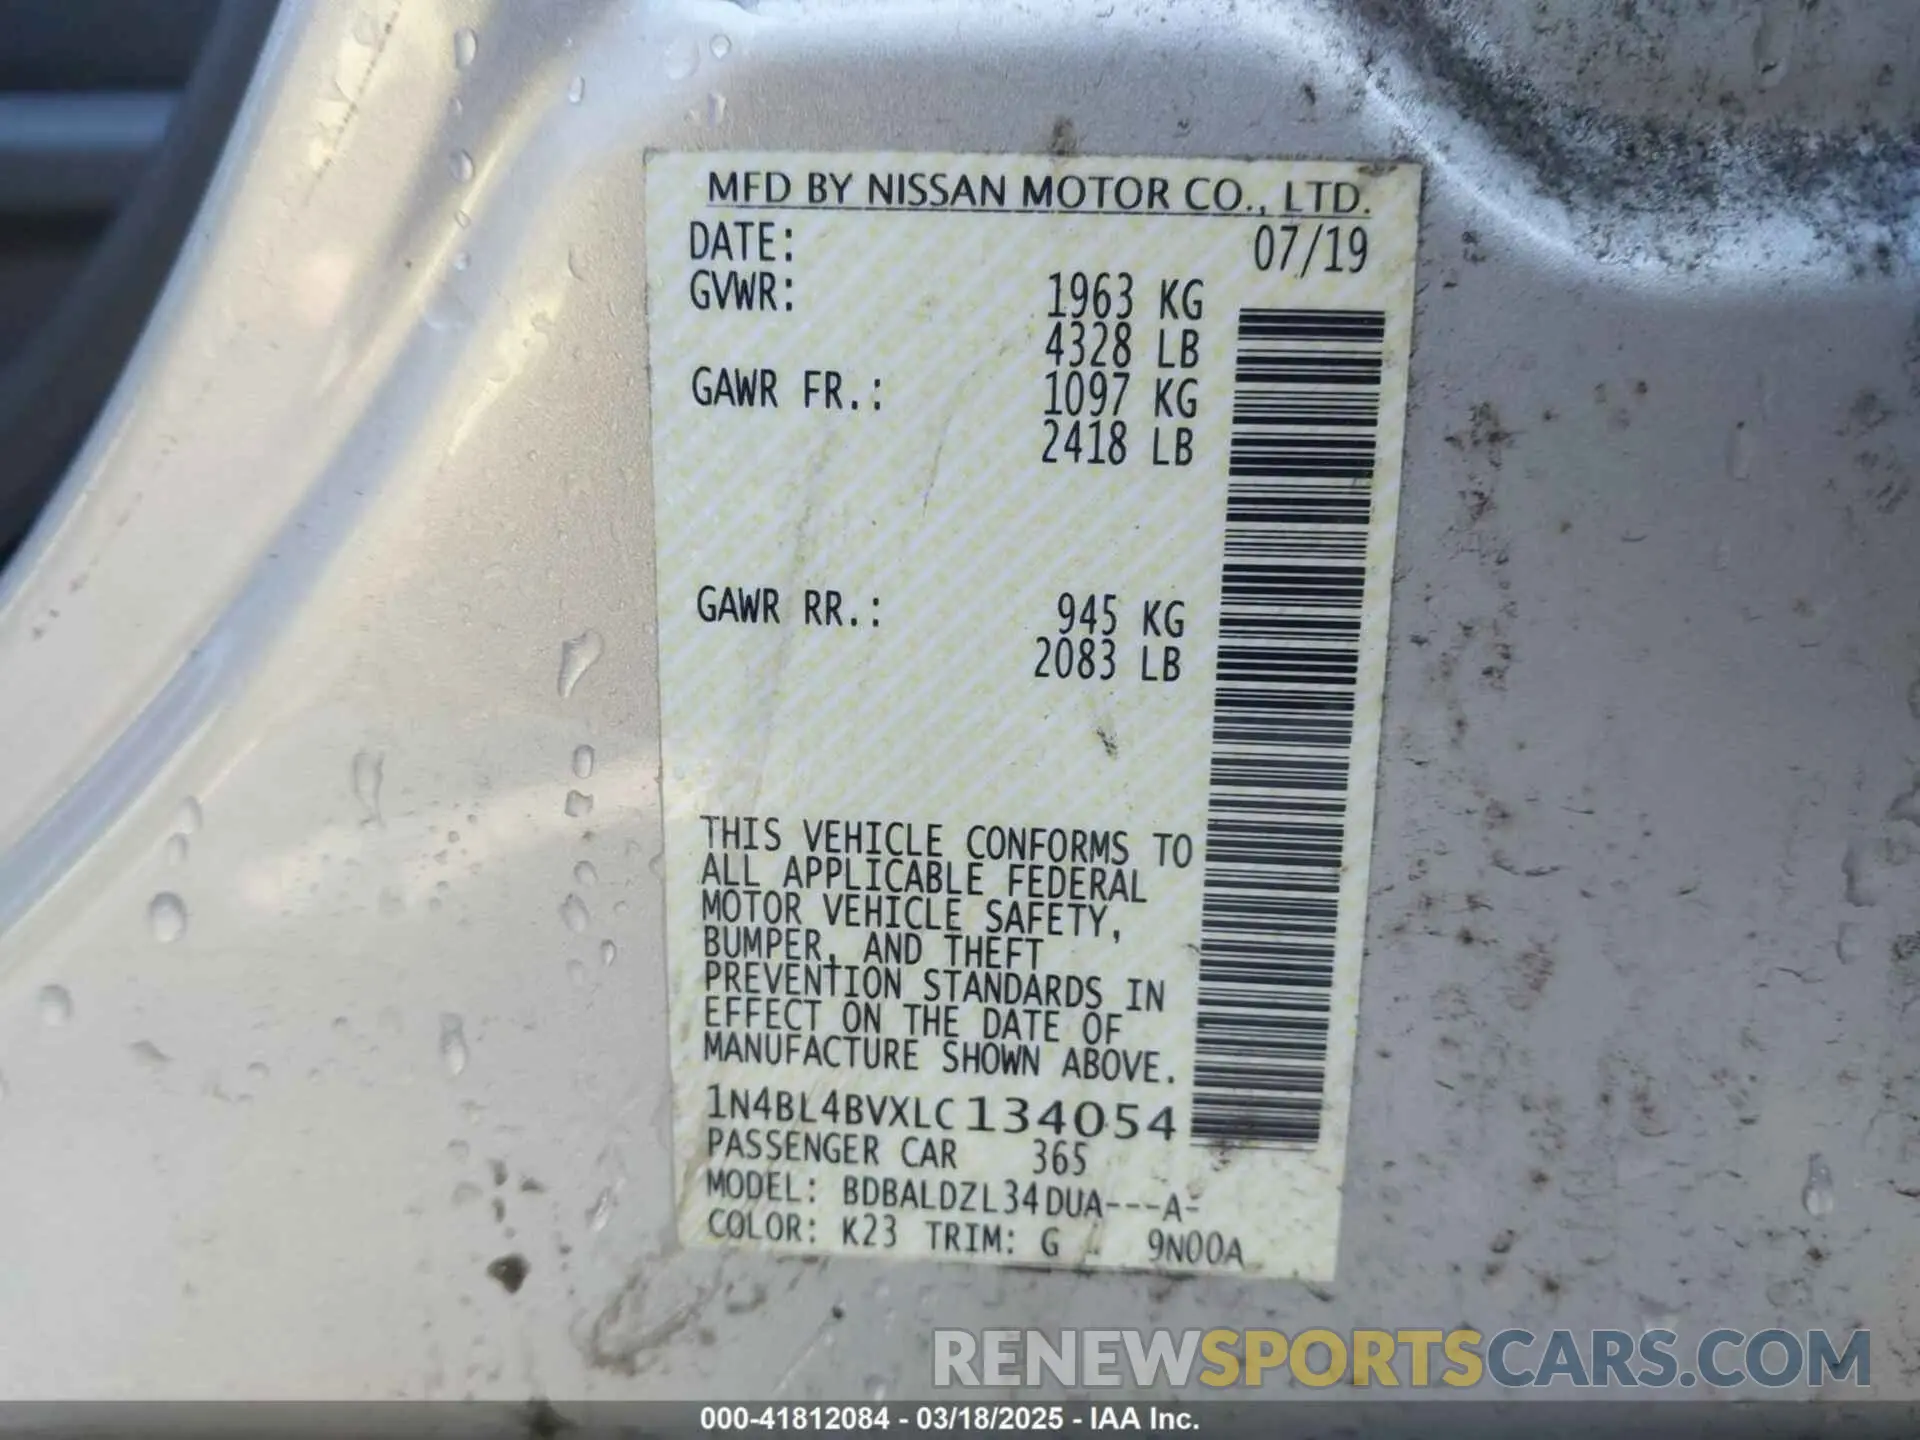 MFD BY NISSAN MOTOR CO., LTD.
DATE: 07/19
GVWR: 1963 KG
4328 LB
GAWR FR.: 1097 KG
2418 LB
GAWR RR.: 945 KG
2083 LB
THIS VEHICLE CONFORMS TO
ALL APPLICABLE FEDERAL
MOTOR VEHICLE SAFETY,
BUMPER, AND THEFT
PREVENTION STANDARDS IN
EFFECT ON THE DATE OF
MANUFACTURE SHOWN ABOVE.
1N4BL4BVXLC134054
PASSENGER CAR 365
MODEL: BDBALDZL34DUA---A-
COLOR: K23 TRIM: G 9N00A
RENEWSPORTSCARS.COM
000-41812084 - 03/18/2025 - IAA Inc.